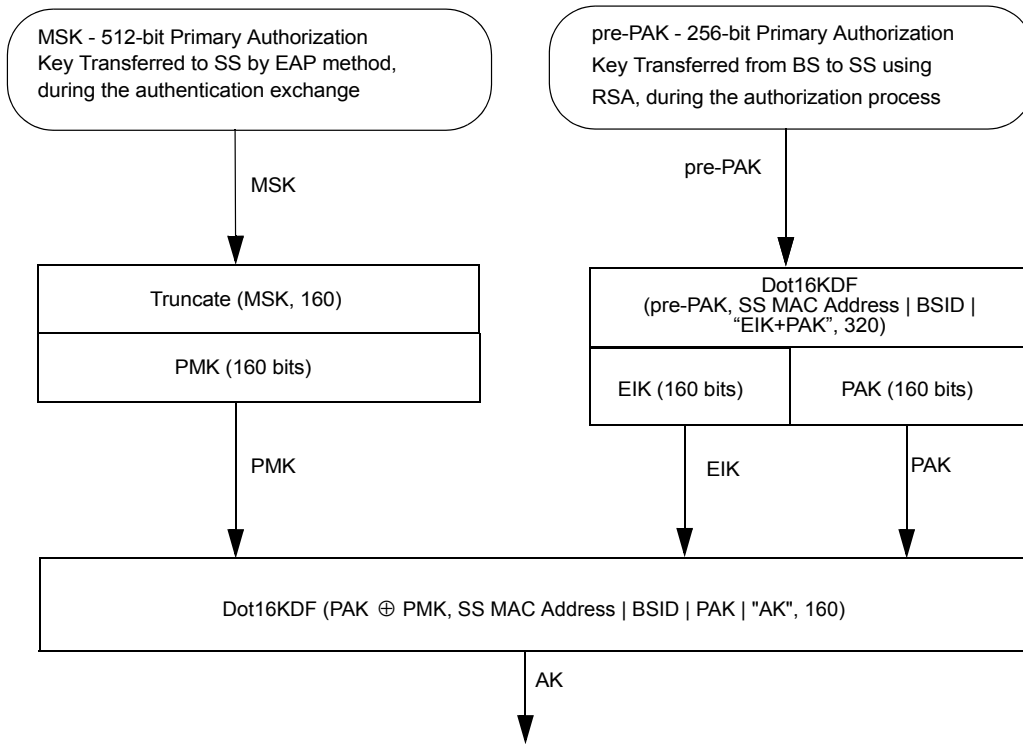 MSK - 512-bit Primary Authorization
Key Transferred to SS by EAP method,
during the authentication exchange
pre-PAK - 256-bit Primary Authorization
Key Transferred from BS to SS using
RSA, during the authorization process
MSK
pre-PAK
Truncate (MSK, 160)
PMK (160 bits)
Dot16KDF
(pre-PAK, SS MAC Address | BSID |
“EIK+PAK”, 320)
EIK (160 bits)
PAK (160 bits)
PMK
EIK
PAK
Dot16KDF (PAK ⊕ PMK, SS MAC Address | BSID | PAK | "AK", 160)
AK